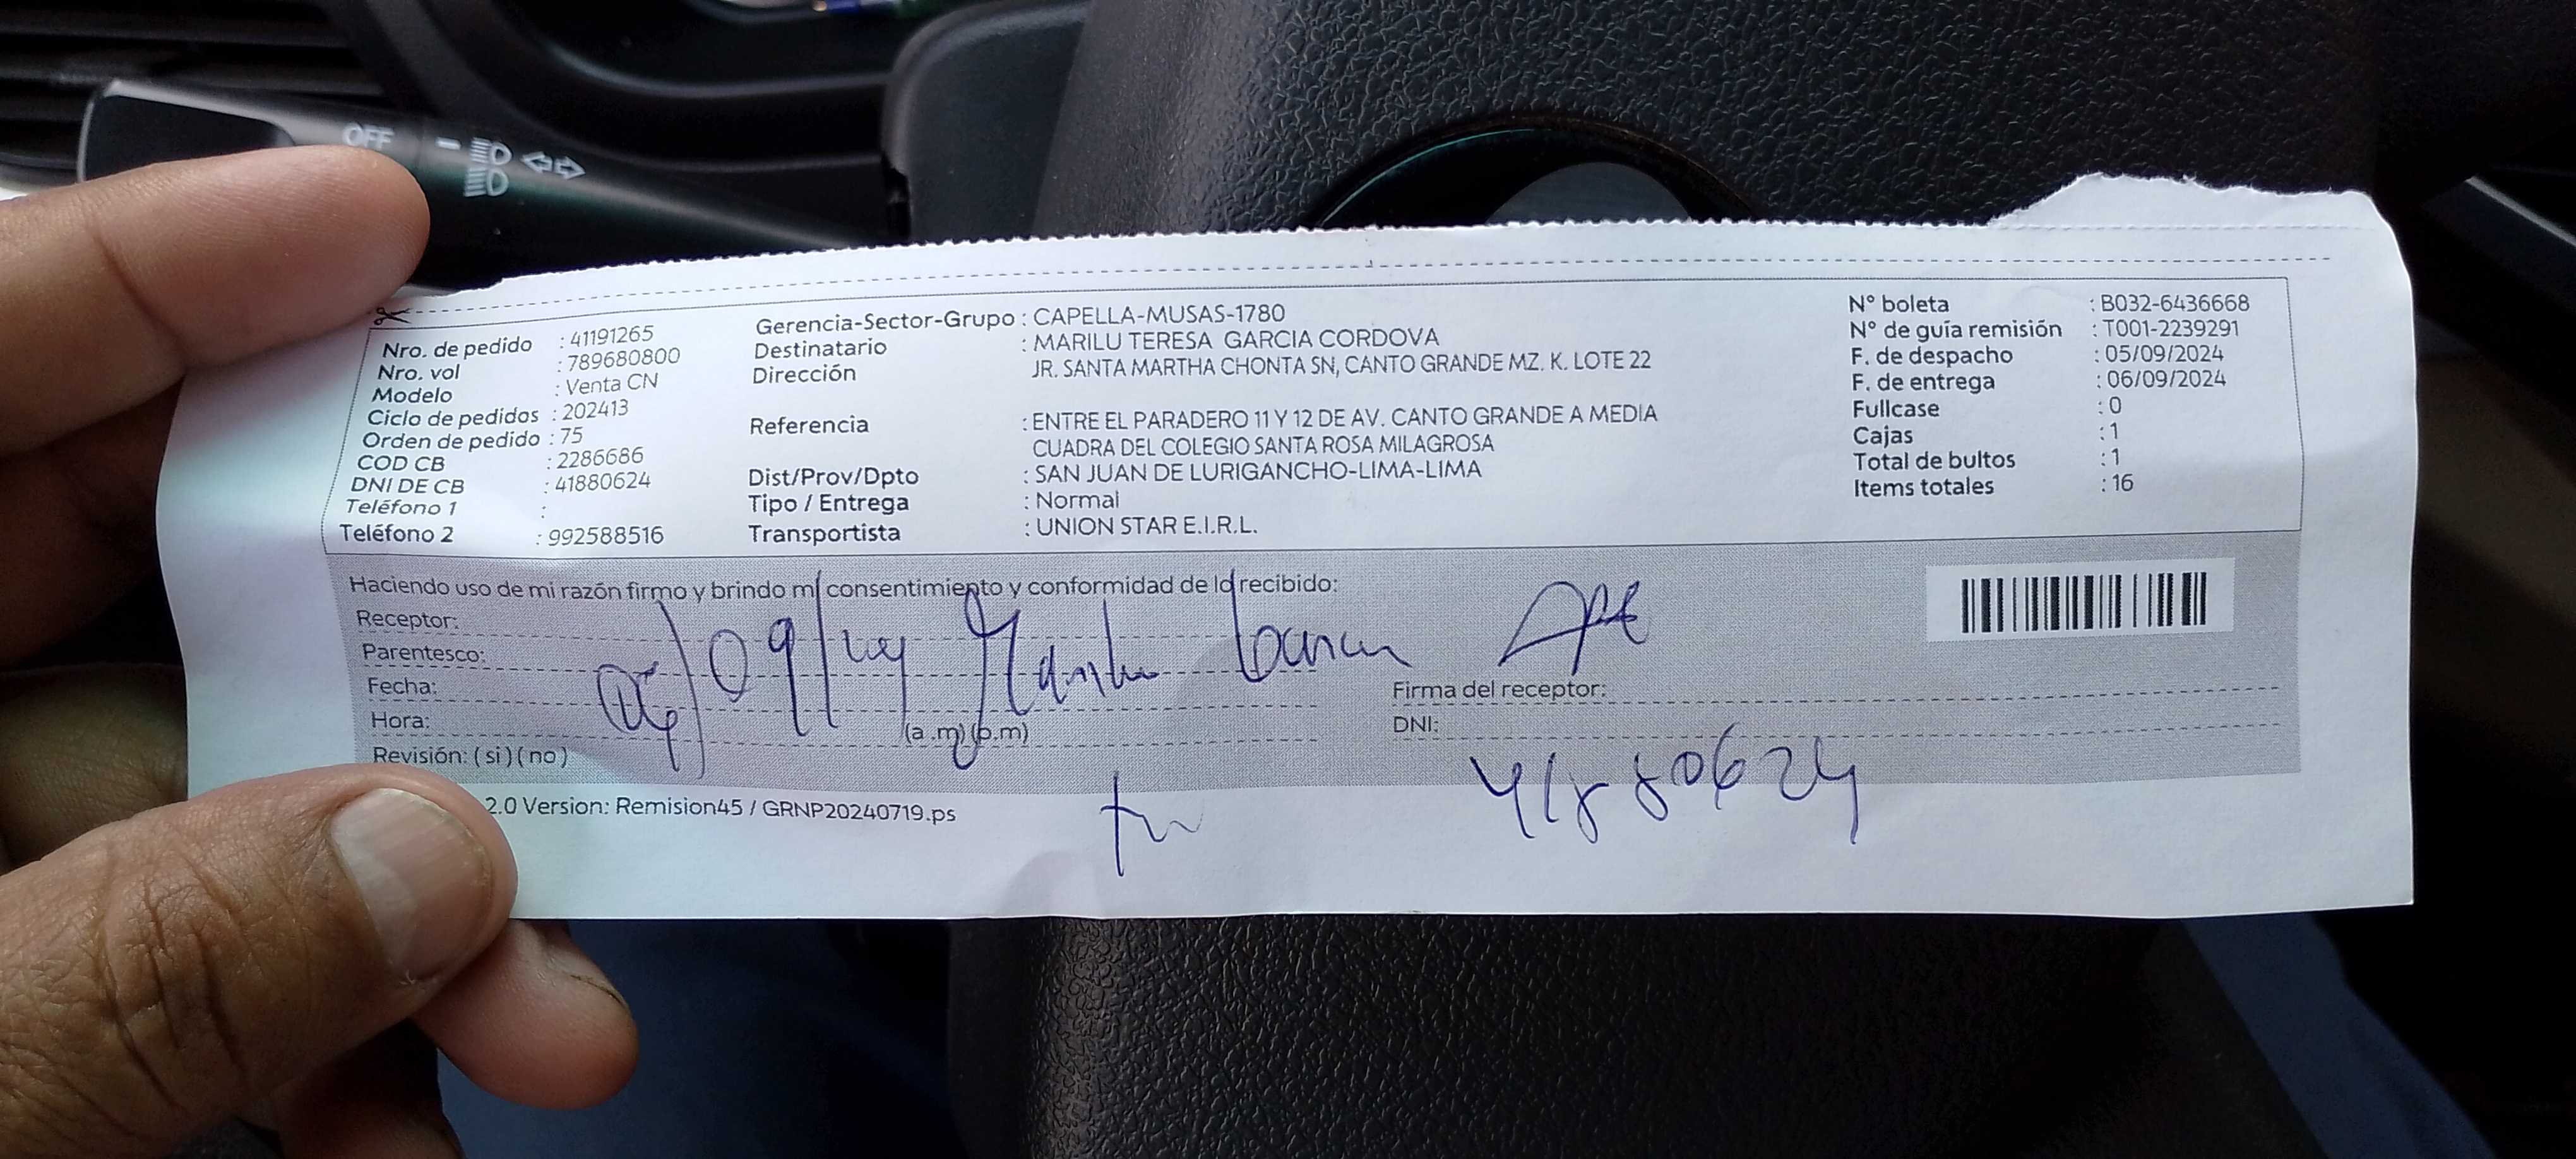 OFF
Nro. de pedido : 41191265
Nro. vol : 789680800
Modelo : Venta CN
Ciclo de pedidos : 202413
Orden de pedido : 75
COD CB : 2286686
DNI DE CB : 41880624
Teléfono 1 :
Teléfono 2 : 992588516
Gerencia-Sector-Grupo : CAPELLA-MUSAS-1780
Destinatario : MARILU TERESA GARCIA CORDOVA
Dirección JR. SANTA MARTHA CHONTA SN, CANTO GRANDE MZ. K. LOTE 22
Referencia : ENTRE EL PARADERO 11 Y 12 DE AV. CANTO GRANDE A MEDIA
CUADRA DEL COLEGIO SANTA ROSA MILAGROSA
Dist/Prov/Dpto : SAN JUAN DE LURIGANCHO-LIMA-LIMA
Tipo / Entrega : Normal
Transportista : UNION STAR E.I.R.L.
N° boleta : B032-6436668
N° de guía remisión : T001-2239291
F. de despacho : 05/09/2024
F. de entrega : 06/09/2024
Fullcase : 0
Cajas : 1
Total de bultos : 1
Items totales : 16
Haciendo uso de mi razón firmo y brindo mi consentimiento y conformidad de lo recibido:
Receptor:
Parentesco:
Fecha:
Hora: (a.m)(p.m)
Revisión: (si)(no)
Firma del receptor:
DNI:
41880624
2.0 Version: Remision45 / GRNP20240719.ps